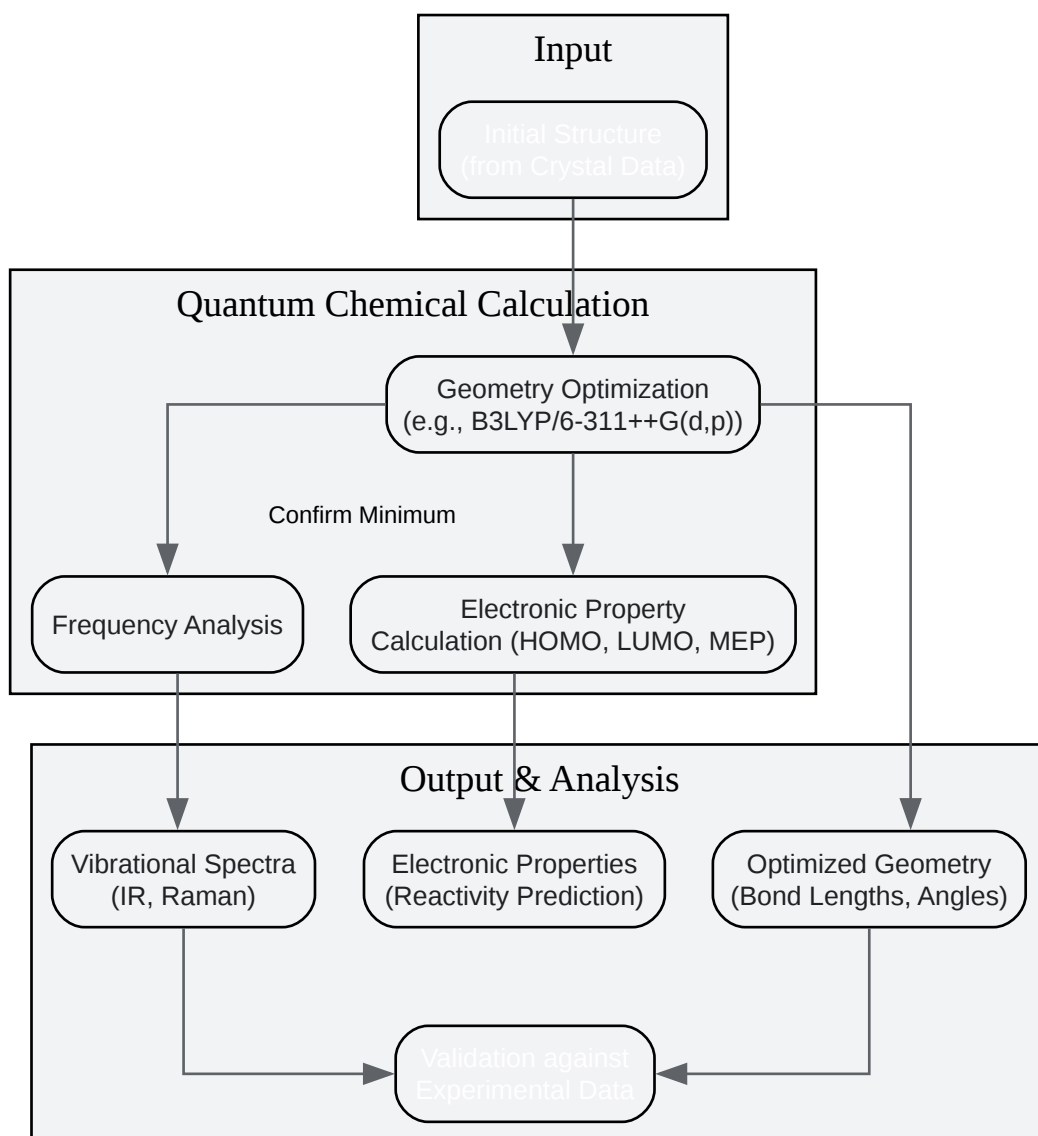 Input
Initial Structure
(from Crystal Data)
Quantum Chemical Calculation
Geometry Optimization
(e.g., B3LYP/6-311++G(d,p))
Confirm Minimum
Frequency Analysis
Electronic Property
Calculation (HOMO, LUMO, MEP)
Output & Analysis
Vibrational Spectra
(IR, Raman)
Electronic Properties
(Reactivity Prediction)
Optimized Geometry
(Bond Lengths, Angles)
Validation against
Experimental Data